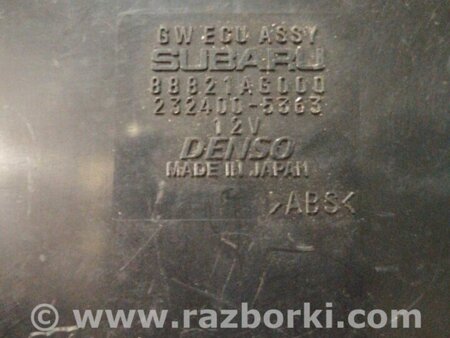 GW ECU ASSY
SUBARU
88821AG000
232400-5363
12V
DENSO
MADE IN JAPAN
>ABS<
© www.razborki.com